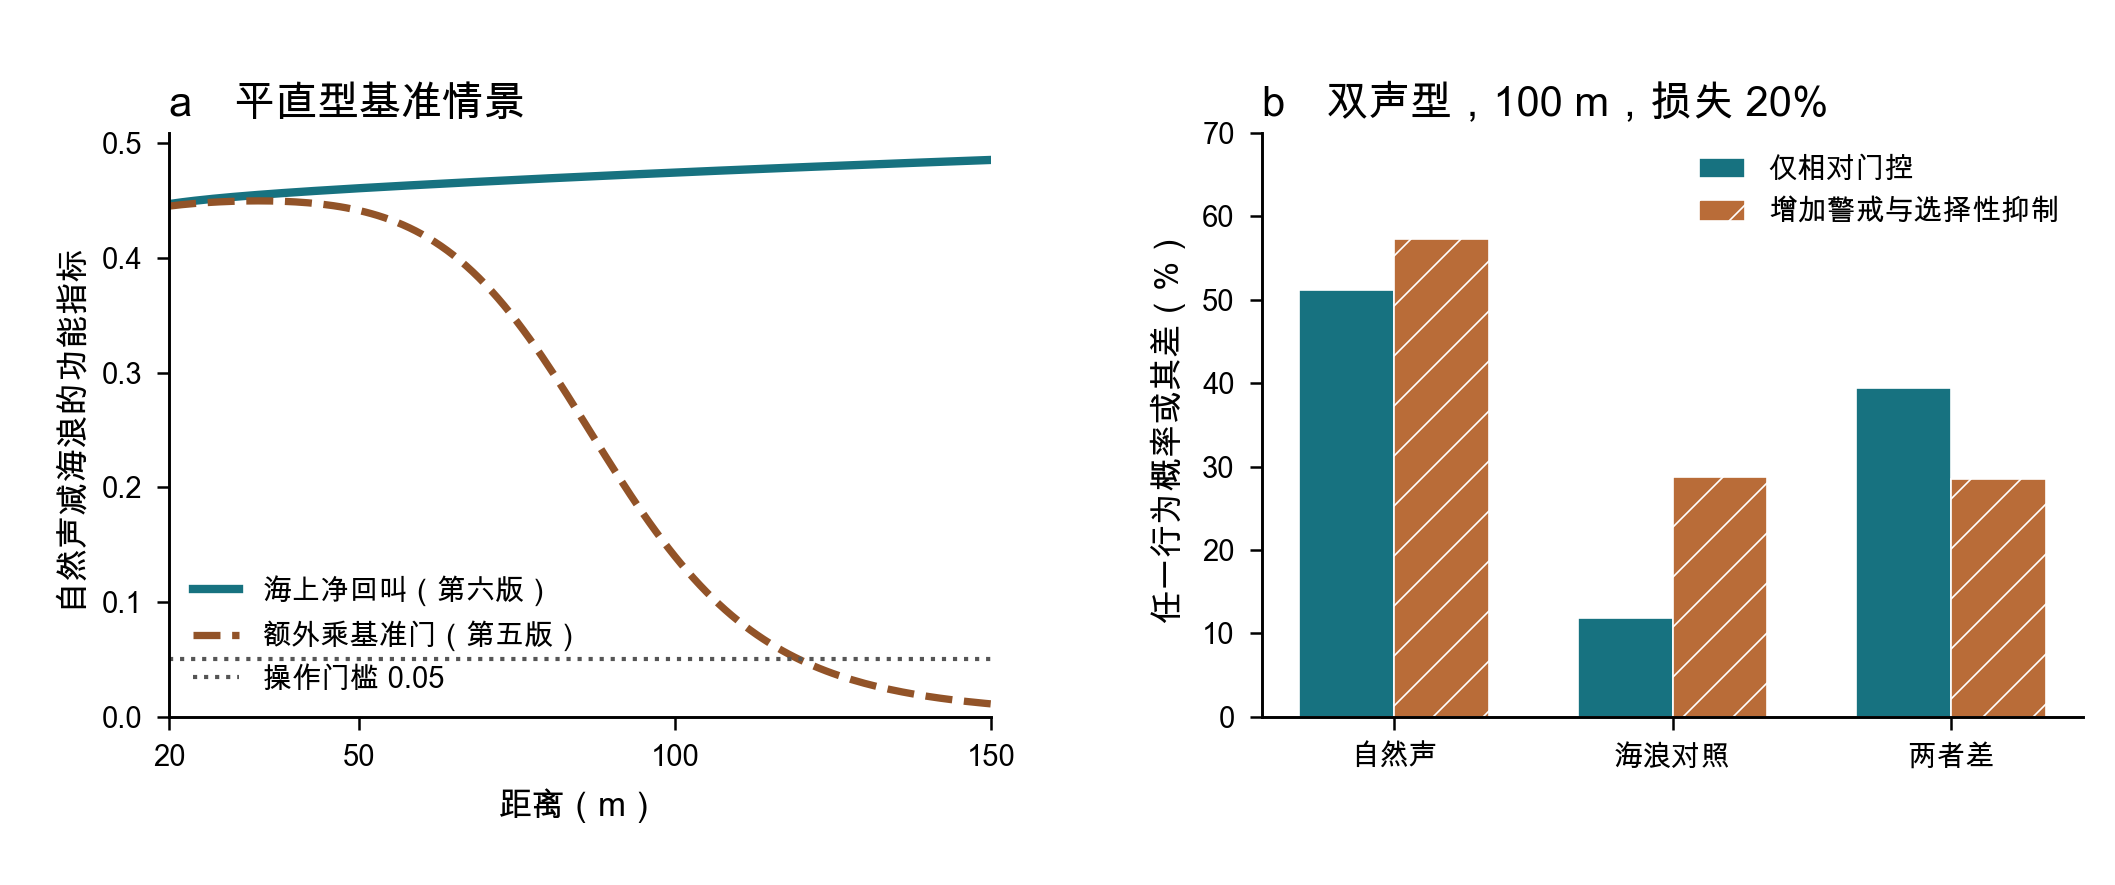 a 平直型基准情景
自然声减海浪的功能指标
0.5
0.4
0.3
0.2
0.1
0.0
海上净回叫（第六版）
额外乘基准门（第五版）
操作门槛 0.05
20 50 100 150
距离（m）
b 双声型，100 m，损失 20%
任一行为概率或其差（%）
70
60
50
40
30
20
10
0
仅相对门控
增加警戒与选择性抑制
自然声 海浪对照 两者差